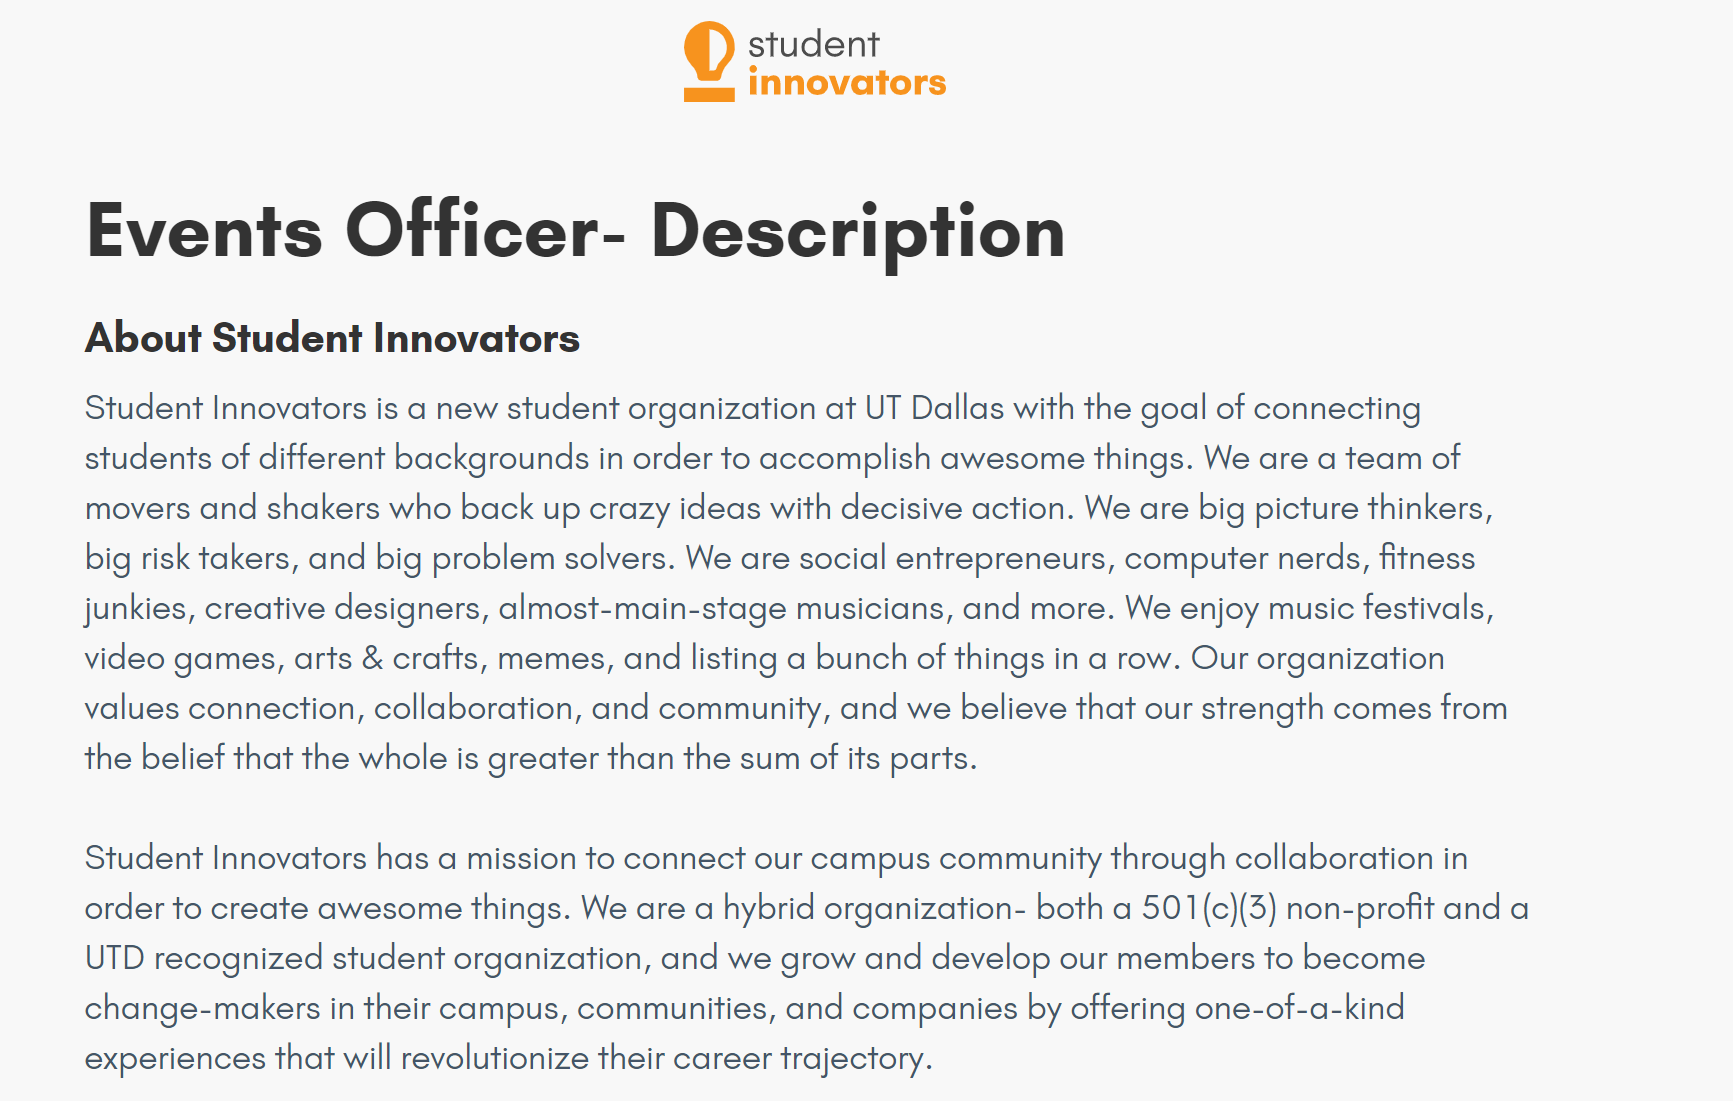 student
innovators
Events Officer- Description
About Student Innovators
Student Innovators is a new student organization at UT Dallas with the goal of connecting
students of different backgrounds in order to accomplish awesome things. We are a team of
movers and shakers who back up crazy ideas with decisive action. We are big picture thinkers,
big risk takers, and big problem solvers. We are social entrepreneurs, computer nerds, fitness
junkies, creative designers, almost-main-stage musicians, and more. We enjoy music festivals,
video games, arts & crafts, memes, and listing a bunch of things in a row. Our organization
values connection, collaboration, and community, and we believe that our strength comes from
the belief that the whole is greater than the sum of its parts.
Student Innovators has a mission to connect our campus community through collaboration in
order to create awesome things. We are a hybrid organization- both a 501(c)(3) non-profit and a
UTD recognized student organization, and we grow and develop our members to become
change-makers in their campus, communities, and companies by offering one-of-a-kind
experiences that will revolutionize their career trajectory.